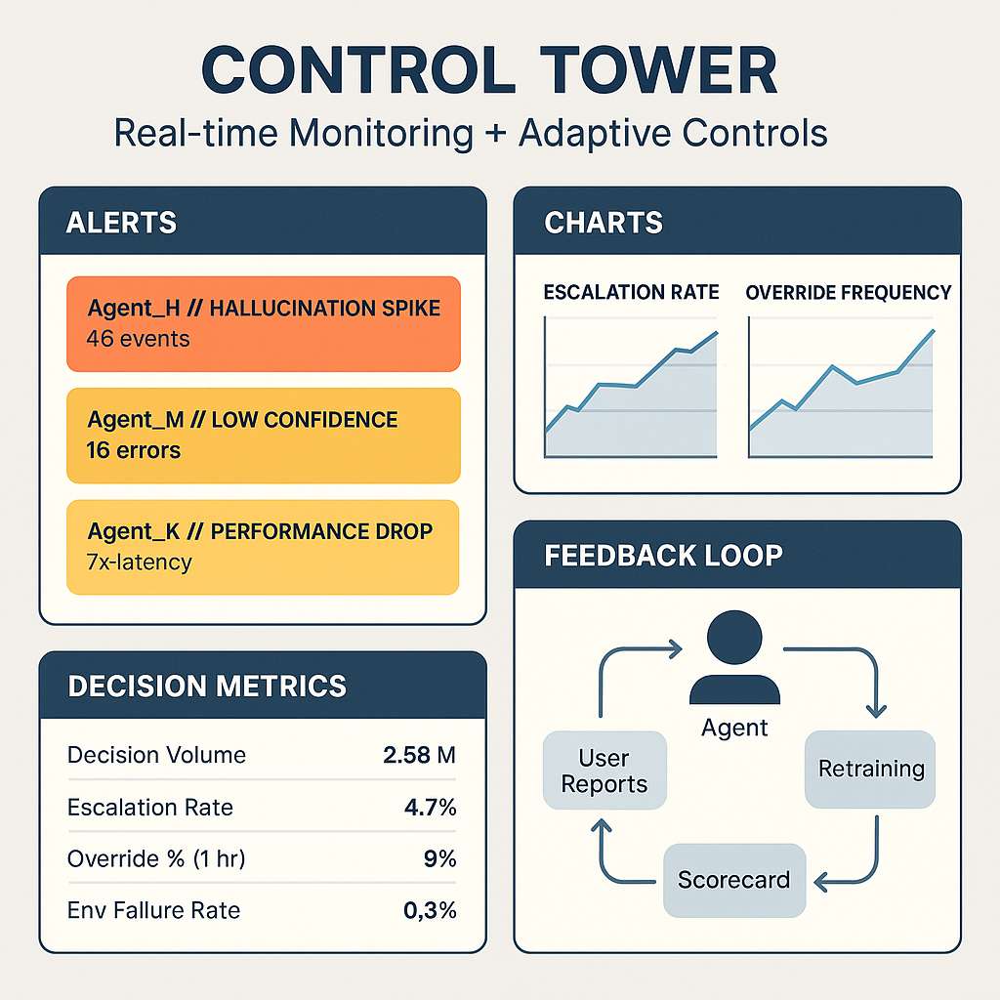 CONTROL TOWER
Real-time Monitoring + Adaptive Controls
ALERTS
Agent_H // HALLUCINATION SPIKE
46 events
Agent_M // LOW CONFIDENCE
16 errors
Agent_K // PERFORMANCE DROP
7x-latency
DECISION METRICS
Decision Volume 2.58 M
Escalation Rate 4.7%
Override % (1 hr) 9%
Env Fallure Rate 0,3%
CHARTS
ESCALATION RATE
OVERRIDE FREQUENCY
FEEDBACK LOOP
Agent
User
Reports
Retraining
Scorecard